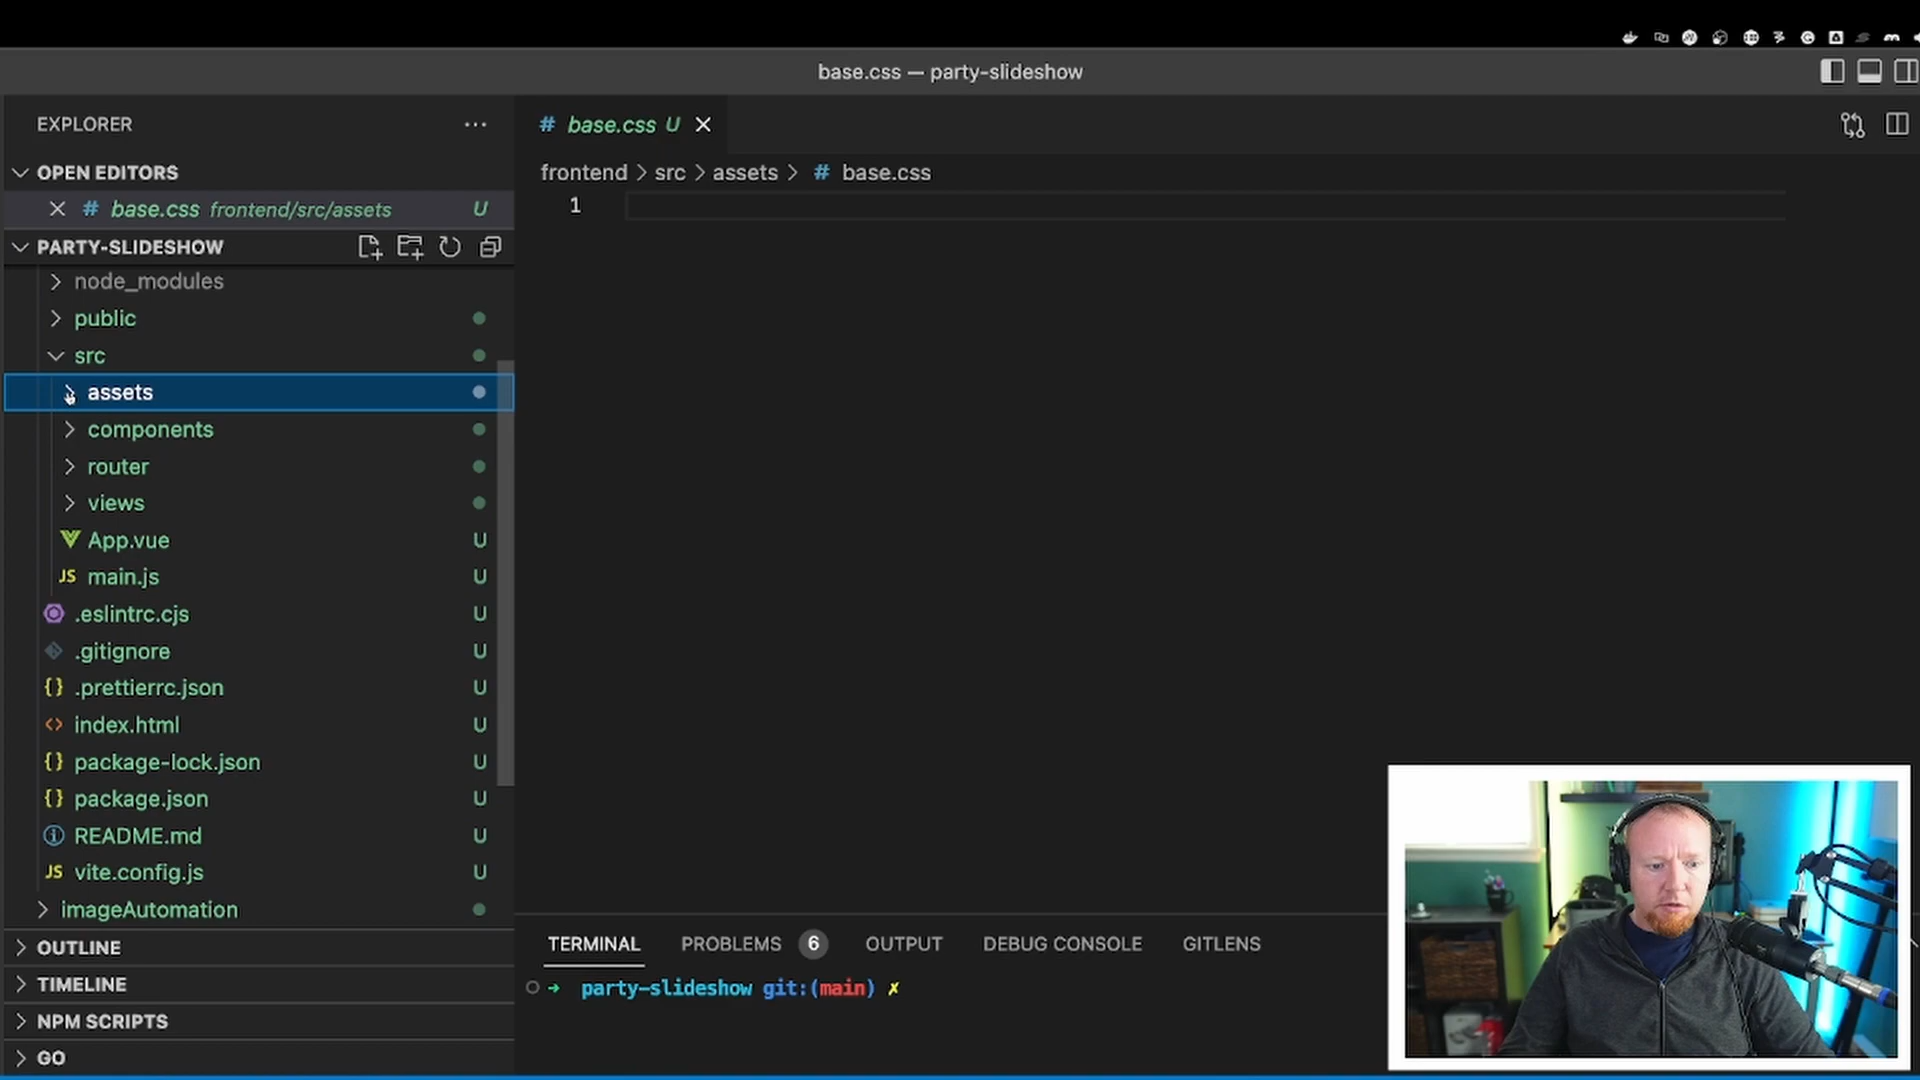 base.css — party-slideshow
EXPLORER
OPEN EDITORS
base.css frontend/src/assets U
PARTY-SLIDESHOW
node_modules
public
src
assets
components
router
views
App.vue U
JS main.js U
.eslintrc.cjs U
.gitignore U
{} .prettierrc.json U
<> index.html U
{} package-lock.json U
{} package.json U
README.md U
JS vite.config.js U
imageAutomation
OUTLINE
TIMELINE
NPM SCRIPTS
GO
# base.css U
frontend > src > assets > # base.css
1
TERMINAL PROBLEMS 6 OUTPUT DEBUG CONSOLE GITLENS
party-slideshow git:(main) ✗